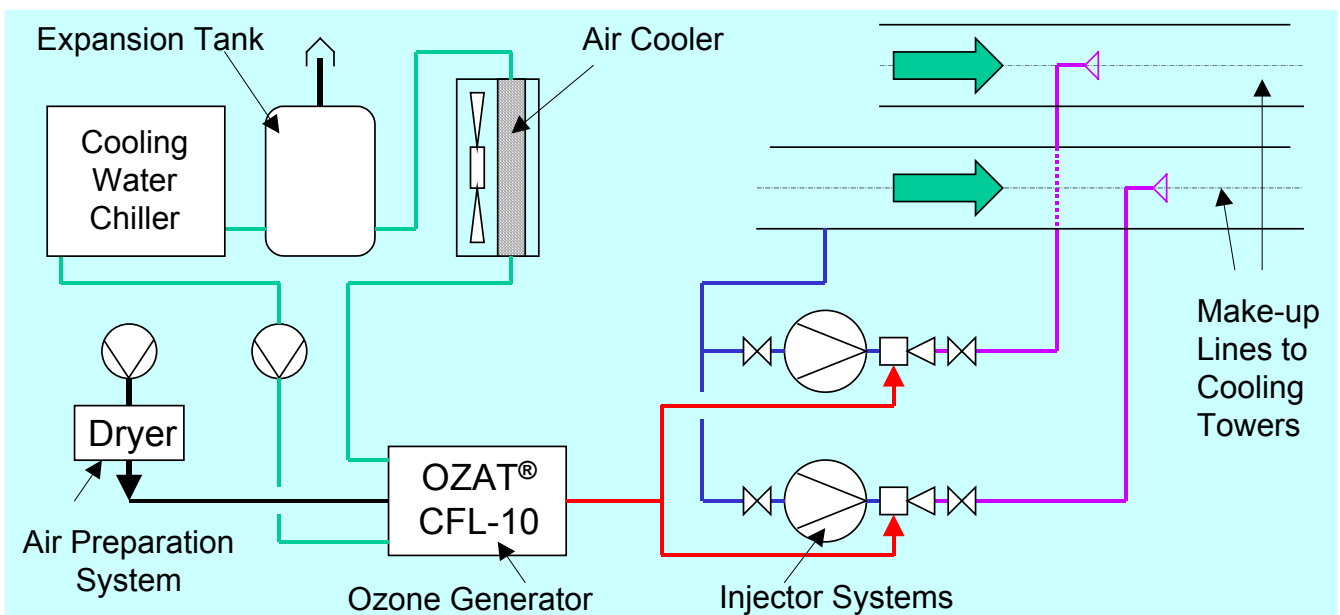 Expansion Tank
Air Cooler
Cooling
Water
Chiller
Make-up
Lines to
Cooling
Towers
Dryer
OZAT®
CFL-10
Air Preparation
System
Ozone Generator
Injector Systems